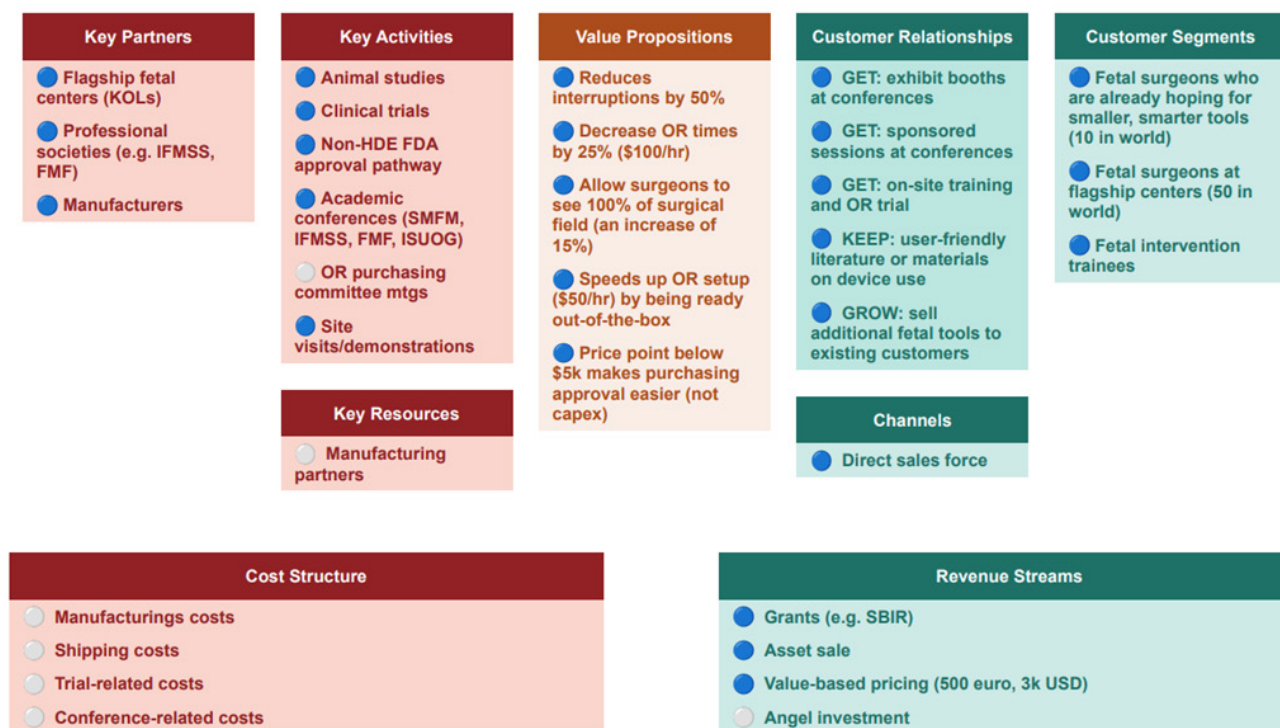 Key Partners
Flagship fetal
centers (KOLs)
Professional
societies (e.g. IFMSS,
FMF)
Manufacturers
Key Activities
Animal studies
Clinical trials
Non-HDE FDA
approval pathway
Academic
conferences (SMFM,
IFMSS, FMF, ISUOG)
OR purchasing
committee mtgs
Site
visits/demonstrations
Key Resources
Manufacturing
partners
Value Propositions
Reduces
interruptions by 50%
Decrease OR times
by 25% ($100/hr)
Allow surgeons to
see 100% of surgical
field (an increase of
15%)
Speeds up OR setup
($50/hr) by being ready
out-of-the-box
Price point below
$5k makes purchasing
approval easier (not
capex)
Customer Relationships
GET: exhibit booths
at conferences
GET: sponsored
sessions at conferences
GET: on-site training
and OR trial
KEEP: user-friendly
literature or materials
on device use
GROW: sell
additional fetal tools to
existing customers
Channels
Direct sales force
Customer Segments
Fetal surgeons who
are already hoping for
smaller, smarter tools
(10 in world)
Fetal surgeons at
flagship centers (50 in
world)
Fetal intervention
trainees
Cost Structure
Manufacturings costs
Shipping costs
Trial-related costs
Conference-related costs
Revenue Streams
Grants (e.g. SBIR)
Asset sale
Value-based pricing (500 euro, 3k USD)
Angel investment